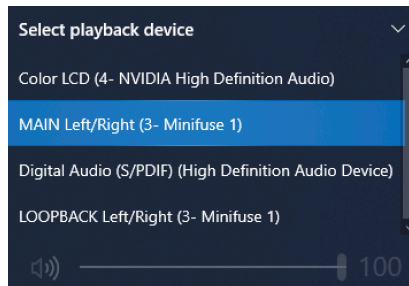 Select playback device
Color LCD (4- NVIDIA High Definition Audio)
MAIN Left/Right (3- Minifuse 1)
Digital Audio (S/PDIF) (High Definition Audio Device)
LOOPBACK Left/Right (3- Minifuse 1)
100